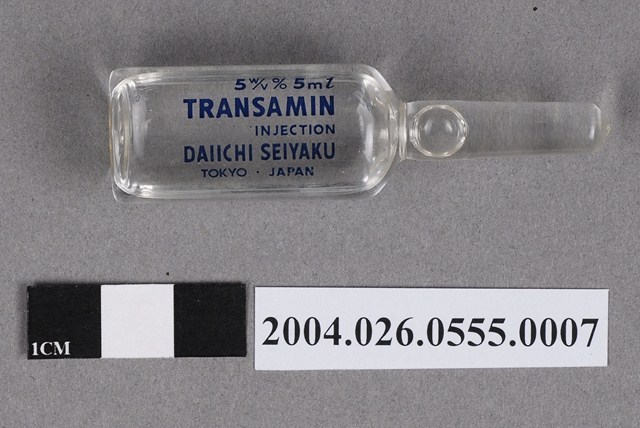 5 w/v % 5ml
TRANSAMIN
INJECTION
DAIICHI SEIYAKU
TOKYO · JAPAN
1CM
2004.026.0555.0007